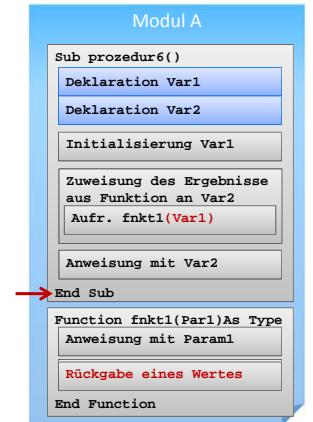 Modul A
Sub prozedur6()
Deklaration Var1
Deklaration Var2
Initialisierung Var1
Zuweisung des Ergebnisse
aus Funktion an Var2
Aufr. fnkt1(Var1)
Anweisung mit Var2
End Sub
Function fnkt1(Par1)As Type
Anweisung mit Param1
Rückgabe eines Wertes
End Function